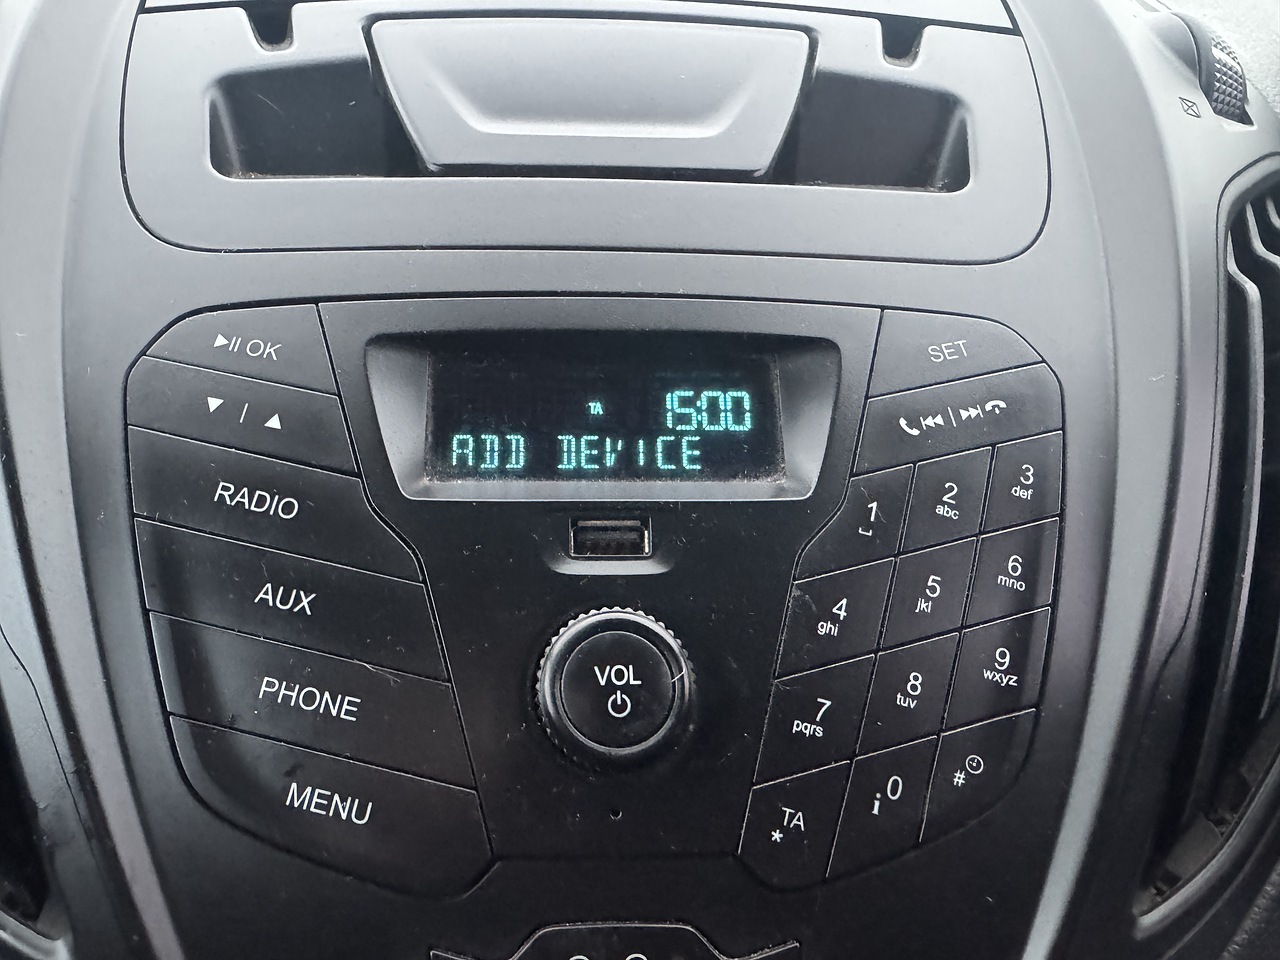 OK
SET
TA 15:00
ADD DEVICE
RADIO
AUX
PHONE
MENU
VOL
1
2
abc
3
def
4
ghi
5
jkl
6
mno
7
pqrs
8
tuv
9
wxyz
TA
*
i 0
#